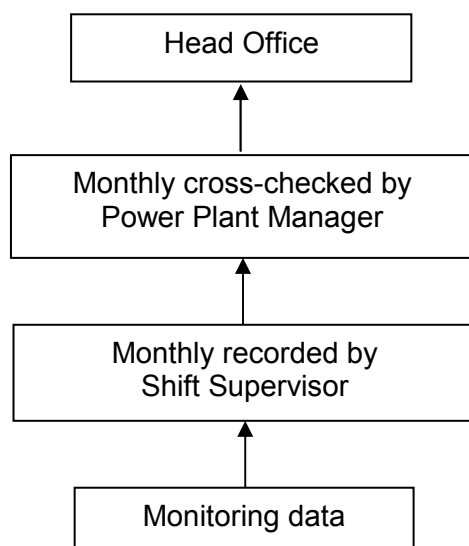 Head Office
Monthly cross-checked by
Power Plant Manager
Monthly recorded by
Shift Supervisor
Monitoring data